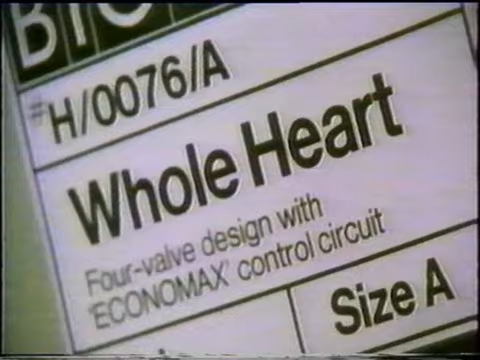 #H/0076/A
Whole Heart
Four-valve design with
'ECONOMAX' control circuit
Size A